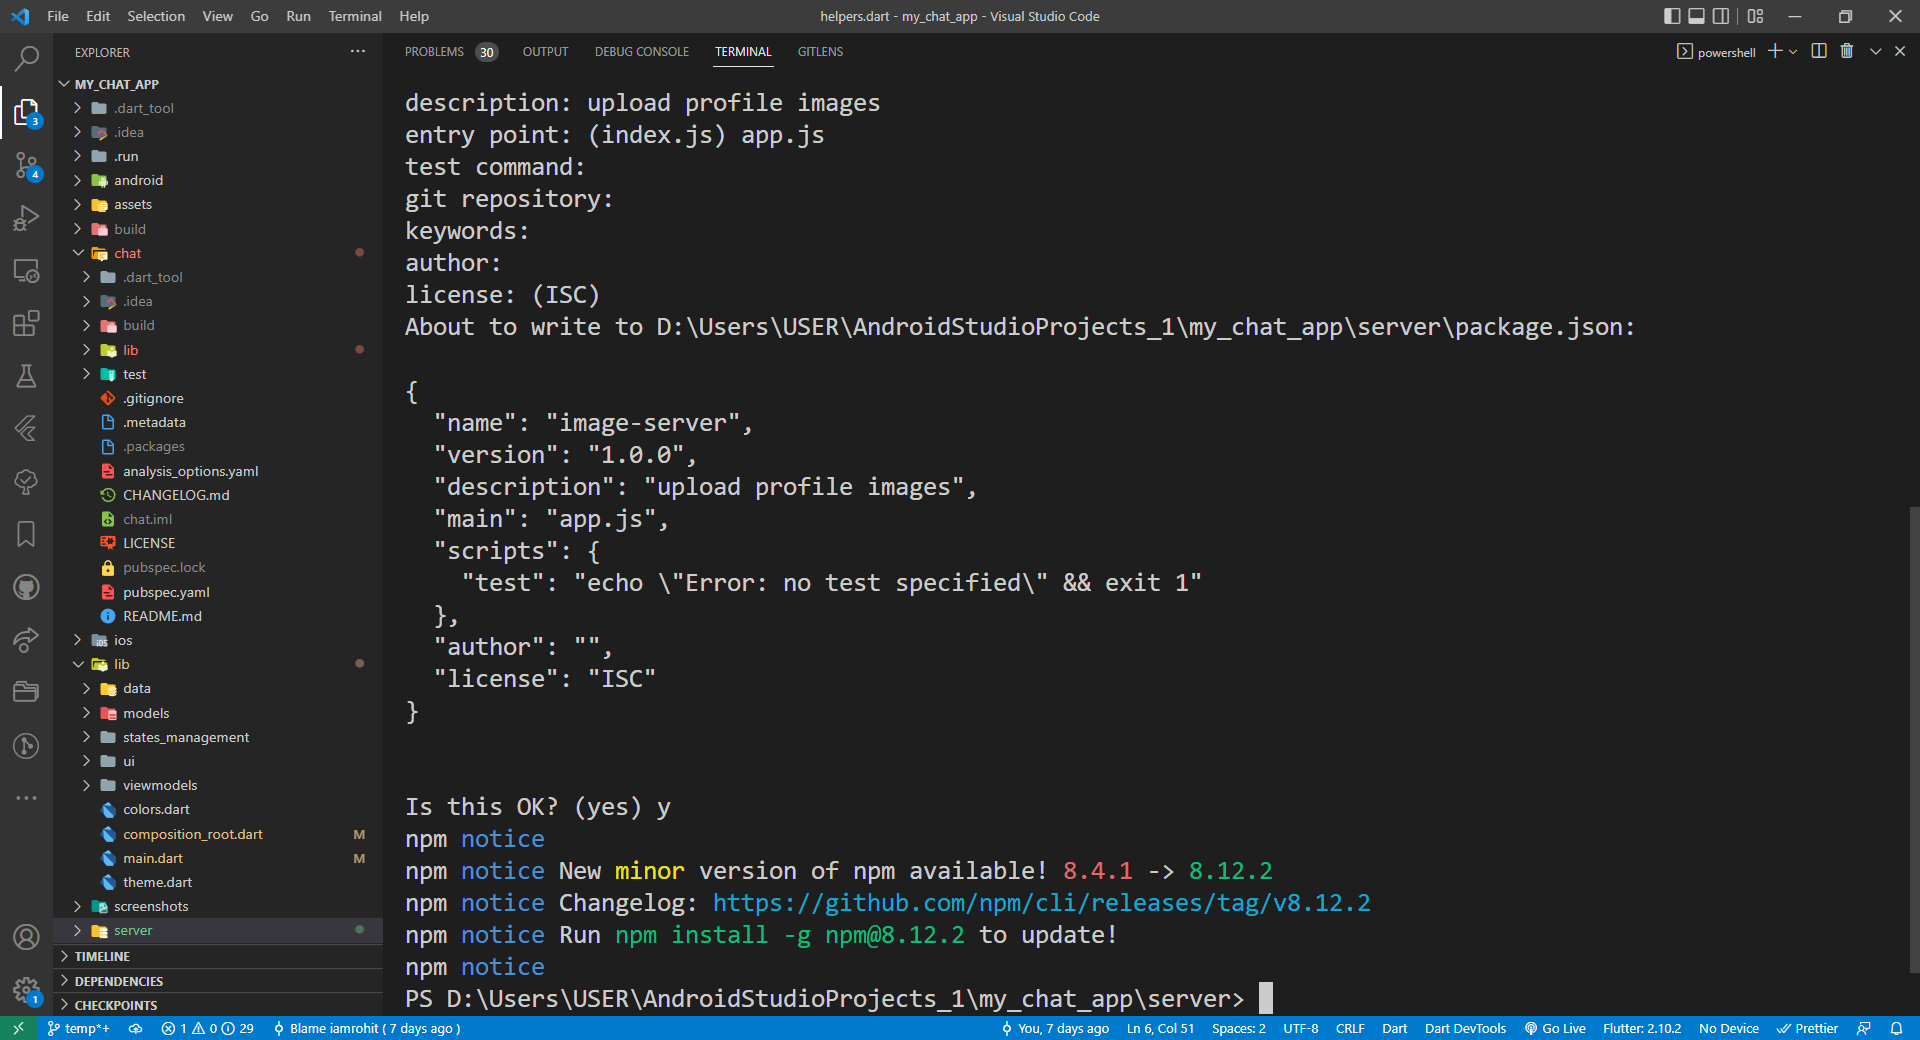 File Edit Selection View Go Run Terminal Help
helpers.dart - my_chat_app - Visual Studio Code
EXPLORER
MY_CHAT_APP
.dart_tool
.idea
.run
android
assets
build
chat
.dart_tool
.idea
build
lib
test
.gitignore
.metadata
.packages
analysis_options.yaml
CHANGELOG.md
chat.iml
LICENSE
pubspec.lock
pubspec.yaml
README.md
ios
lib
data
models
states_management
ui
viewmodels
colors.dart
composition_root.dart M
main.dart M
theme.dart
screenshots
server
TIMELINE
DEPENDENCIES
CHECKPOINTS
3
4
1
PROBLEMS 30 OUTPUT DEBUG CONSOLE TERMINAL GITLENS
powershell
description: upload profile images
entry point: (index.js) app.js
test command:
git repository:
keywords:
author:
license: (ISC)
About to write to D:\Users\USER\AndroidStudioProjects_1\my_chat_app\server\package.json:
{
"name": "image-server",
"version": "1.0.0",
"description": "upload profile images",
"main": "app.js",
"scripts": {
"test": "echo \"Error: no test specified\" && exit 1"
},
"author": "",
"license": "ISC"
}
Is this OK? (yes) y
npm notice
npm notice New minor version of npm available! 8.4.1 -> 8.12.2
npm notice Changelog: https://github.com/npm/cli/releases/tag/v8.12.2
npm notice Run npm install -g npm@8.12.2 to update!
npm notice
PS D:\Users\USER\AndroidStudioProjects_1\my_chat_app\server>
temp*+ 1 0 29 Blame iamrohit ( 7 days ago ) You, 7 days ago Ln 6, Col 51 Spaces: 2 UTF-8 CRLF Dart Dart DevTools Go Live Flutter: 2.10.2 No Device Prettier